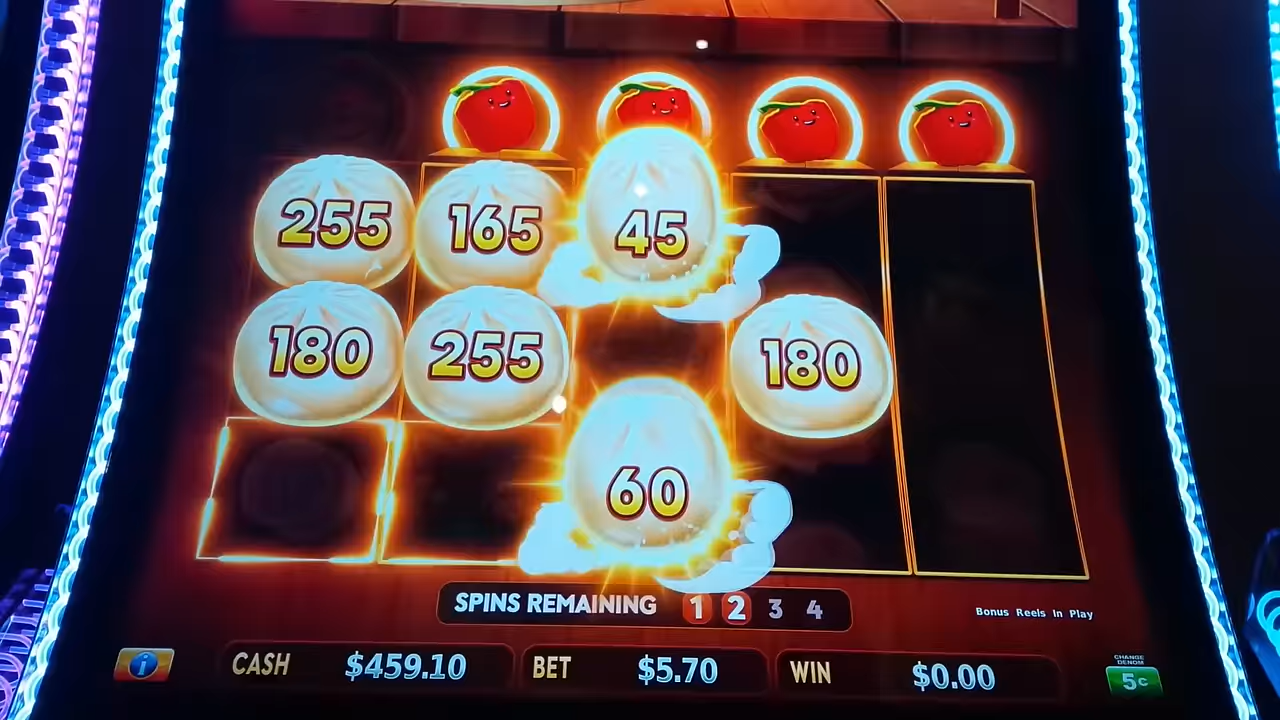 255 165 45
180 255 180
60
SPINS REMAINING 1 2 3 4
Bonus Reels In Play
CASH $459.10 BET $5.70 WIN $0.00
CHANGE
DENOM
5¢